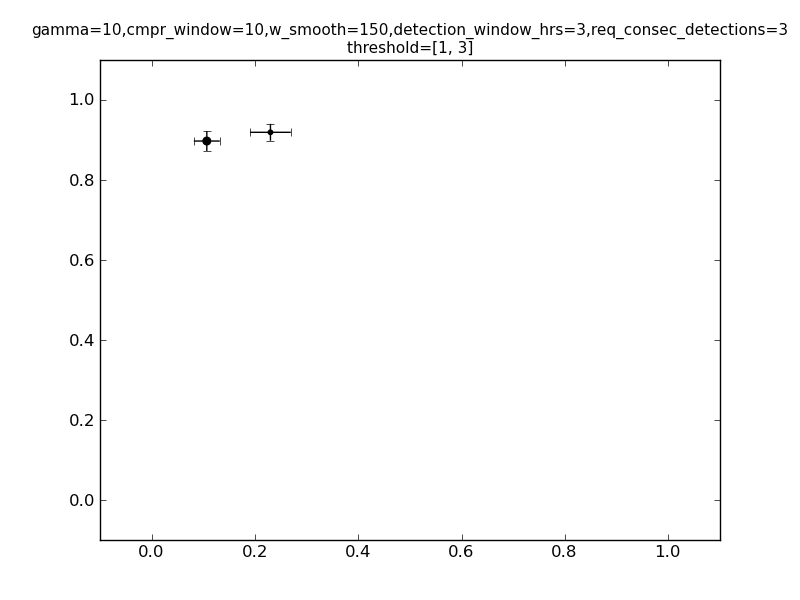 gamma=10,cmpr_window=10,w_smooth=150,detection_window_hrs=3,req_consec_detections=3
threshold=[1, 3]
1.0
0.8
0.6
0.4
0.2
0.0
0.0 0.2 0.4 0.6 0.8 1.0